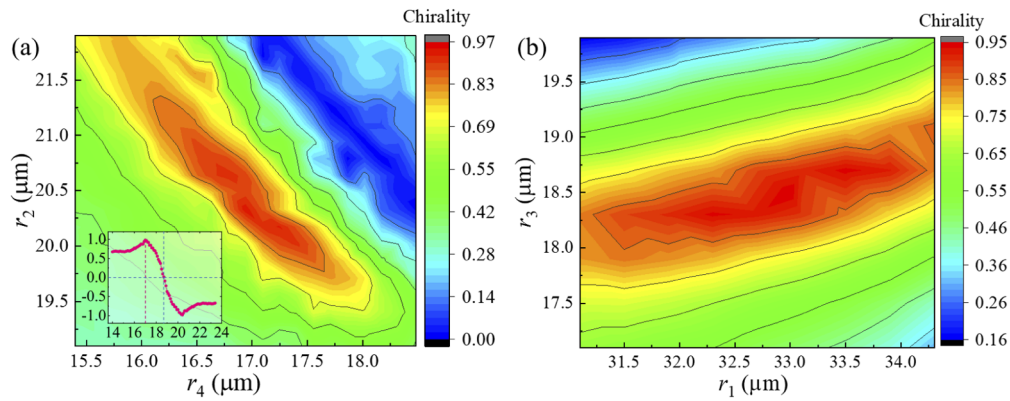 Chirality
(a)
21.5
21.0
20.5
20.0
19.5
r2 (μm)
15.5 16.0 16.5 17.0 17.5 18.0
r4 (μm)
1.0
0.5
0.0
-0.5
-1.0
14 16 18 20 22 24
0.97
0.83
0.69
0.55
0.42
0.28
0.14
0.00
Chirality
(b)
19.5
19.0
18.5
18.0
17.5
r3 (μm)
31.5 32.0 32.5 33.0 33.5 34.0
r1 (μm)
0.95
0.85
0.75
0.65
0.56
0.46
0.36
0.26
0.16